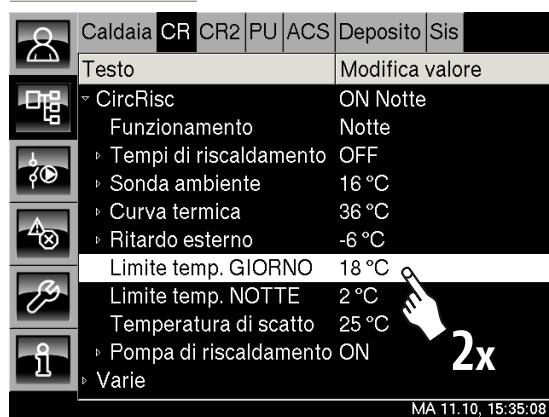 Caldaia CR CR2 PU ACS Deposito Sis
Testo Modifica valore
CircRisc ON Notte
Funzionamento Notte
Tempi di riscaldamento OFF
Sonda ambiente 16 °C
Curva termica 36 °C
Ritardo esterno -6 °C
Limite temp. GIORNO 18 °C
Limite temp. NOTTE 2 °C
Temperatura di scatto 25 °C
Pompa di riscaldamento ON
Varie
2x
MA 11.10, 15:35:08